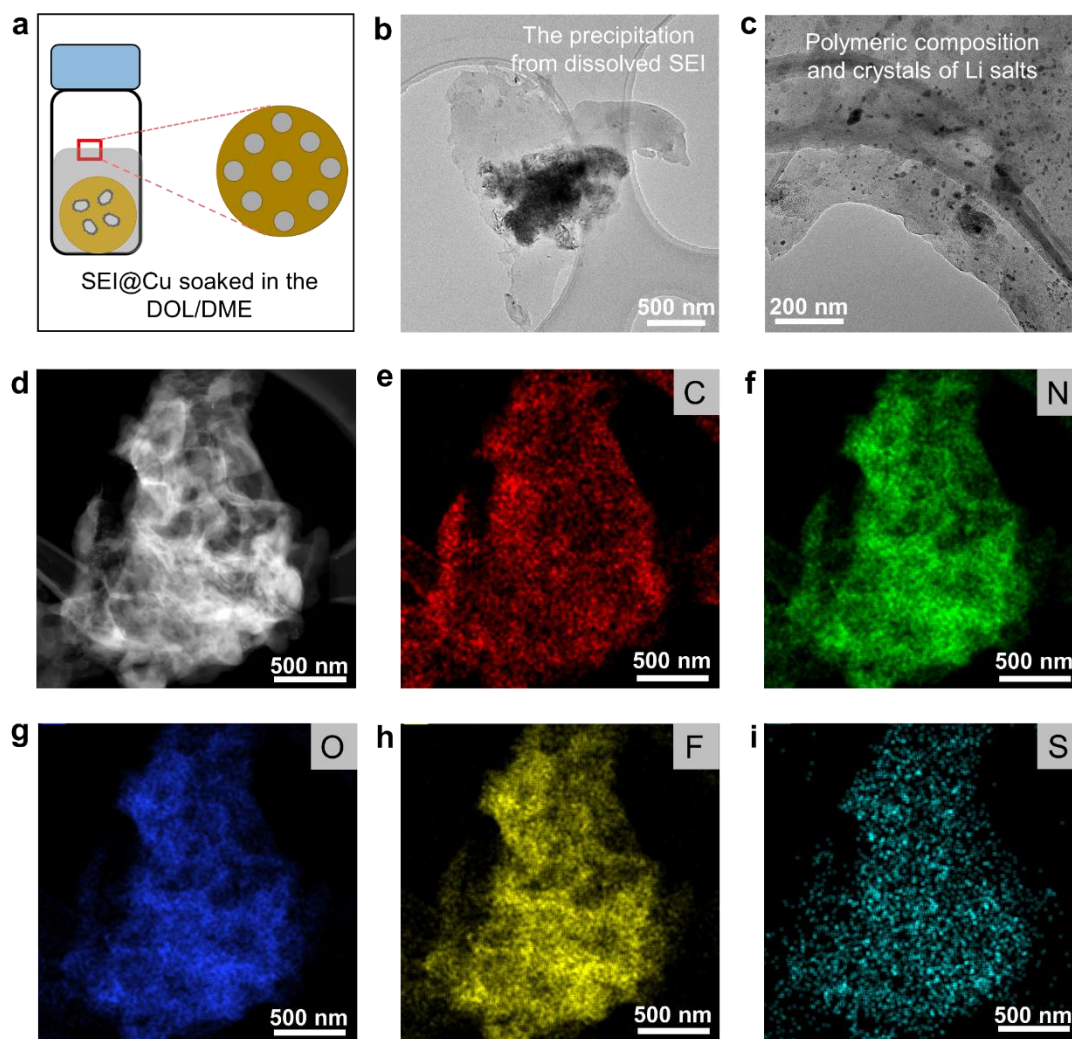 a
SEI@Cu soaked in the
DOL/DME
b
The precipitation
from dissolved SEI
500 nm
c
Polymeric composition
and crystals of Li salts
200 nm
d
500 nm
e
C
500 nm
f
N
500 nm
g
O
500 nm
h
F
500 nm
i
S
500 nm